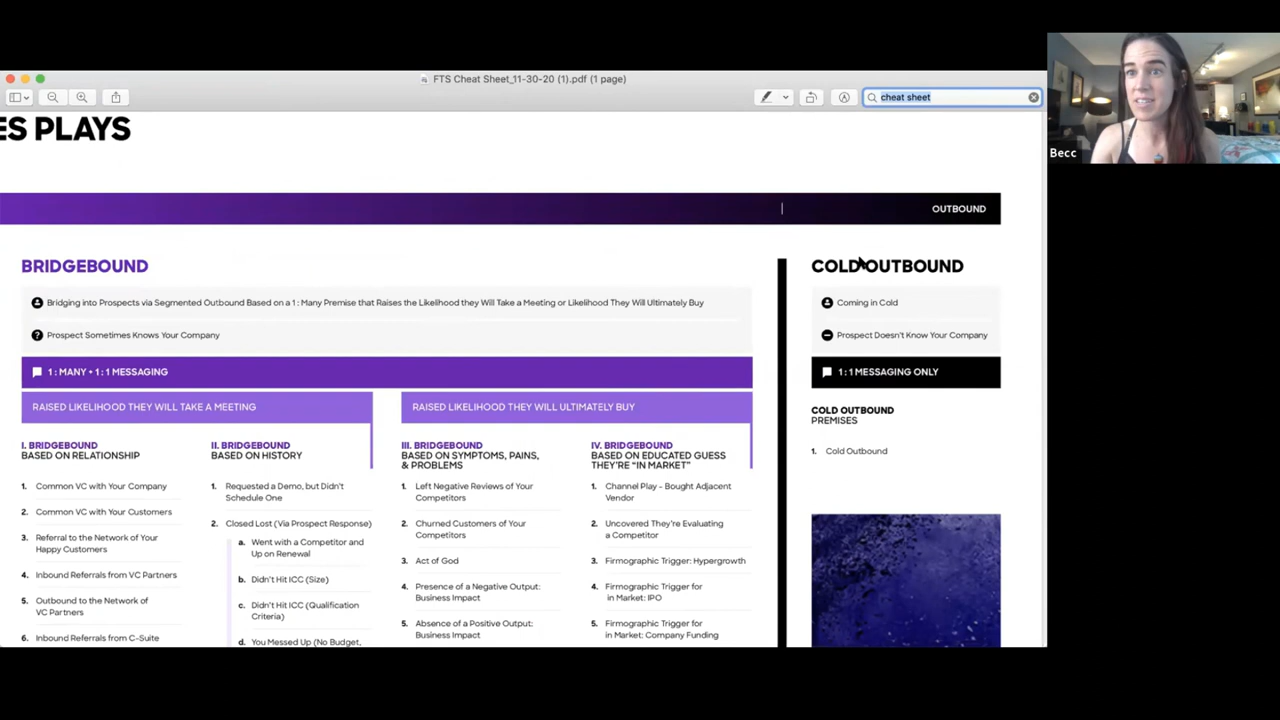 FTS Cheat Sheet_11-30-20 (1).pdf (1 page)
cheat sheet
Becc
ES PLAYS
OUTBOUND
BRIDGEBOUND
Bridging into Prospects via Segmented Outbound Based on a 1 : Many Premise that Raises the Likelihood they Will Take a Meeting or Likelihood They Will Ultimately Buy
Prospect Sometimes Knows Your Company
1 : MANY + 1 : 1 MESSAGING
RAISED LIKELIHOOD THEY WILL TAKE A MEETING
I. BRIDGEBOUND
BASED ON RELATIONSHIP
1. Common VC with Your Company
2. Common VC with Your Customers
3. Referral to the Network of Your
Happy Customers
4. Inbound Referrals from VC Partners
5. Outbound to the Network of
VC Partners
6. Inbound Referrals from C-Suite
II. BRIDGEBOUND
BASED ON HISTORY
1. Requested a Demo, but Didn't
Schedule One
2. Closed Lost (Via Prospect Response)
a. Went with a Competitor and
Up on Renewal
b. Didn't Hit ICC (Size)
c. Didn't Hit ICC (Qualification
Criteria)
d. You Messed Up (No Budget,
RAISED LIKELIHOOD THEY WILL ULTIMATELY BUY
III. BRIDGEBOUND
BASED ON SYMPTOMS, PAINS,
& PROBLEMS
1. Left Negative Reviews of Your
Competitors
2. Churned Customers of Your
Competitors
3. Act of God
4. Presence of a Negative Output:
Business Impact
5. Absence of a Positive Output:
Business Impact
IV. BRIDGEBOUND
BASED ON EDUCATED GUESS
THEY'RE “IN MARKET”
1. Channel Play - Bought Adjacent
Vendor
2. Uncovered They're Evaluating
a Competitor
3. Firmographic Trigger: Hypergrowth
4. Firmographic Trigger for
in Market: IPO
5. Firmographic Trigger for
in Market: Company Funding
COLD OUTBOUND
Coming in Cold
Prospect Doesn't Know Your Company
1 : 1 MESSAGING ONLY
COLD OUTBOUND
PREMISES
1. Cold Outbound